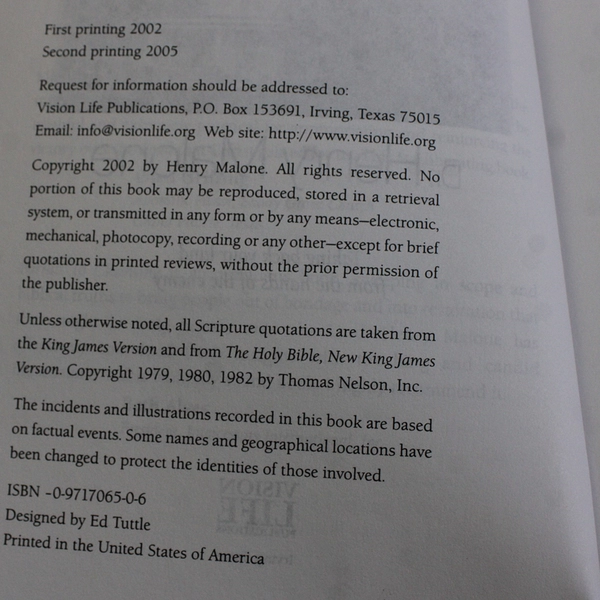 First printing 2002
Second printing 2005
Request for information should be addressed to:
Vision Life Publications, P.O. Box 153691, Irving, Texas 75015
Email: info@visionlife.org Web site: http://www.visionlife.org
Copyright 2002 by Henry Malone. All rights reserved. No
portion of this book may be reproduced, stored in a retrieval
system, or transmitted in any form or by any means—electronic,
mechanical, photocopy, recording or any other—except for brief
quotations in printed reviews, without the prior permission of
the publisher.
Unless otherwise noted, all Scripture quotations are taken from
the King James Version and from The Holy Bible, New King James
Version. Copyright 1979, 1980, 1982 by Thomas Nelson, Inc.
The incidents and illustrations recorded in this book are based
on factual events. Some names and geographical locations have
been changed to protect the identities of those involved.
ISBN -0-9717065-0-6
Designed by Ed Tuttle
Printed in the United States of America